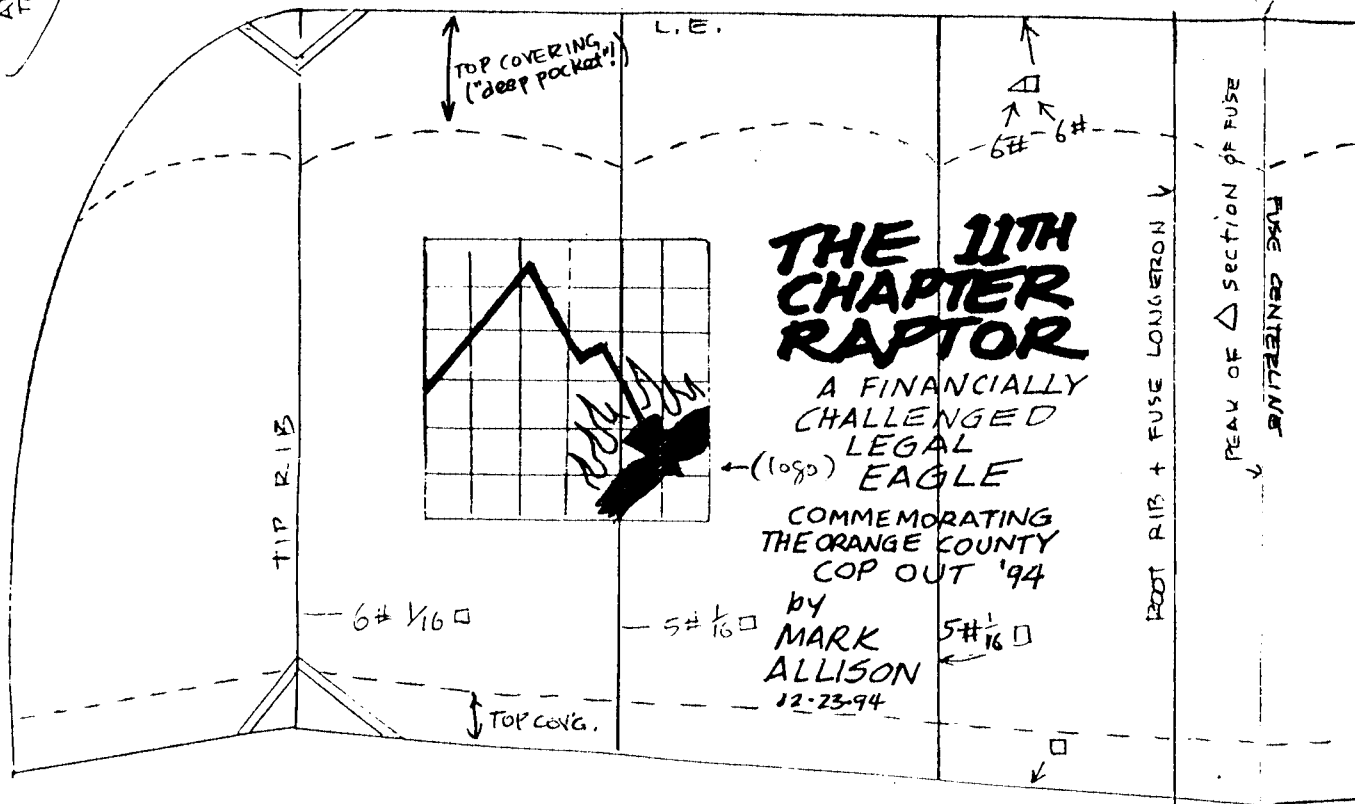 L.E.
TOP COVERING
("deep pocket"!)
6# 6#
THE 11TH
CHAPTER
RAPTOR
A FINANCIALLY
CHALLENGED
LEGAL
EAGLE
(logo)
COMMEMORATING
THE ORANGE COUNTY
COP OUT '94
by
MARK
ALLISON
12-23-94
TIP RIB
6# 1/16 □
5# 1/16 □
5# 1/16 □
TOP COV'G.
ROOT RIB + FUSE LONGERON
PEAK OF △ SECTION OF FUSE
FUSE CENTERLINE